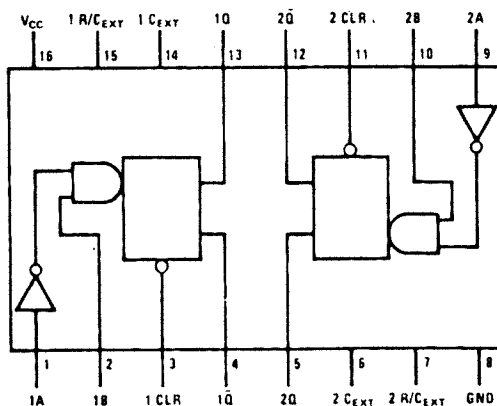 VCC 1 R/CEXT 1 CEXT 1Q 2Q̄ 2 CLR 2B 2A
16 15 14 13 12 11 10 9
1 2 3 4 5 6 7 8
1A 1B 1 CLR 1Q̄ 2Q 2 CEXT 2 R/CEXT GND